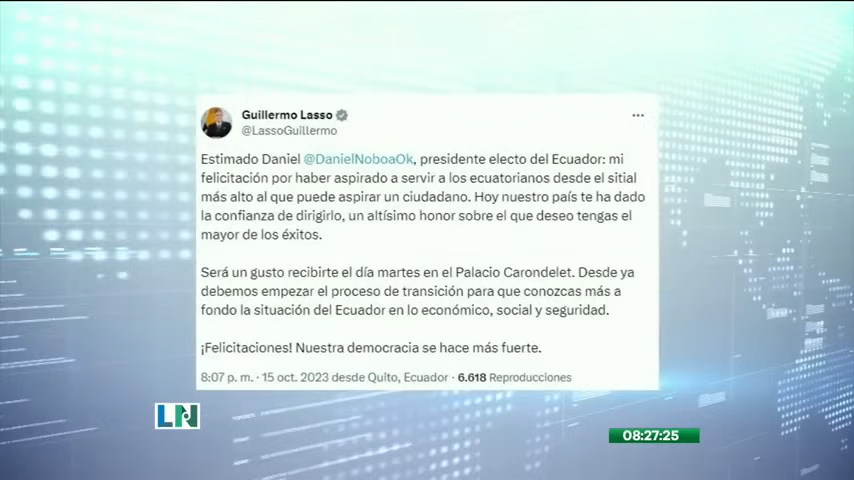 Guillermo Lasso
@LassoGuillermo
Estimado Daniel @DanielNoboaOk, presidente electo del Ecuador: mi
felicitación por haber aspirado a servir a los ecuatorianos desde el sitial
más alto al que puede aspirar un ciudadano. Hoy nuestro país te ha dado
la confianza de dirigirlo, un altísimo honor sobre el que deseo tengas el
mayor de los éxitos.
Será un gusto recibirte el día martes en el Palacio Carondelet. Desde ya
debemos empezar el proceso de transición para que conozcas más a
fondo la situación del Ecuador en lo económico, social y seguridad.
¡Felicitaciones! Nuestra democracia se hace más fuerte.
8:07 p. m. · 15 oct. 2023 desde Quito, Ecuador · 6.618 Reproducciones
LN
08:27:25